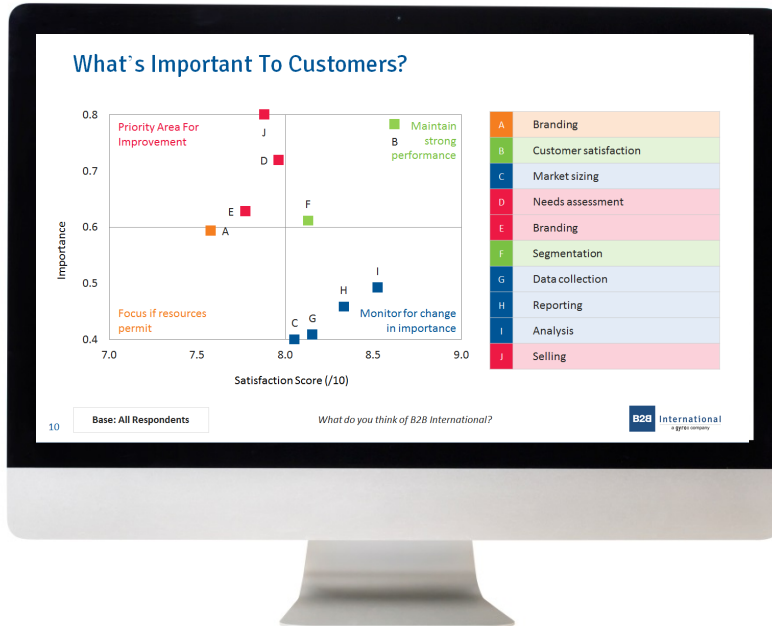 What's Important To Customers?
0.8
0.7
0.6
0.5
0.4
Importance
7.0
7.5
8.0
8.5
9.0
Satisfaction Score (/10)
Priority Area For
Improvement
Maintain
strong
performance
Focus if resources
permit
Monitor for change
in importance
J
D
E
A
B
F
I
H
G
C
A Branding
B Customer satisfaction
C Market sizing
D Needs assessment
E Branding
F Segmentation
G Data collection
H Reporting
I Analysis
J Selling
10
Base: All Respondents
What do you think of B2B International?
B2B International
a gyro: company